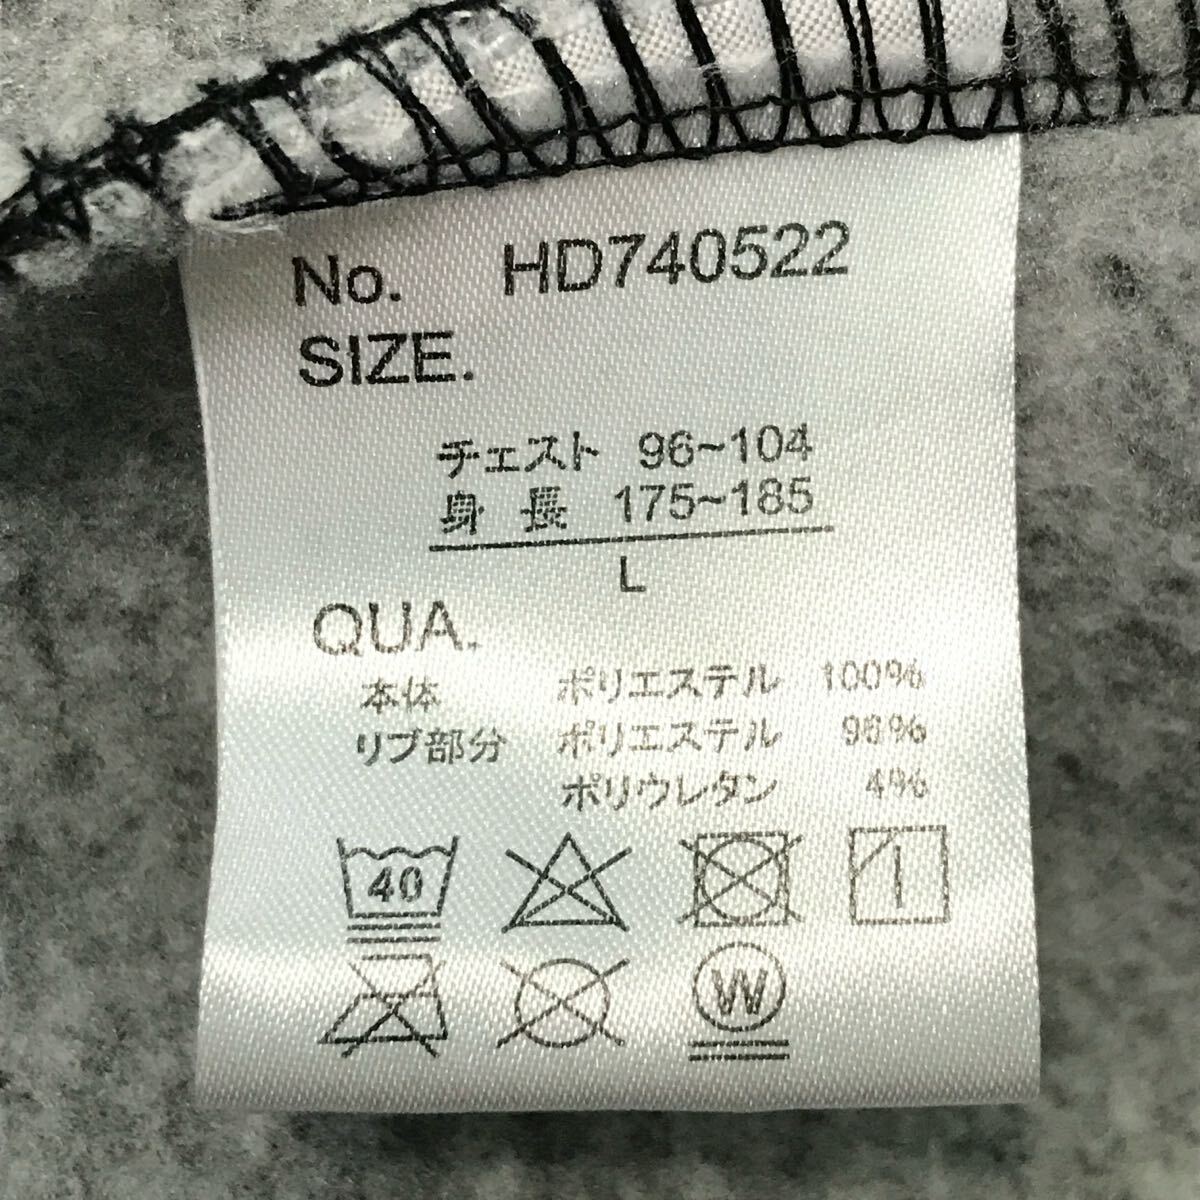 No. HD740522
SIZE.
チェスト 96~104
身長 175~185
L
QUA.
本体 ポリエステル 100%
リブ部分 ポリエステル 96%
ポリウレタン 4%
40
W